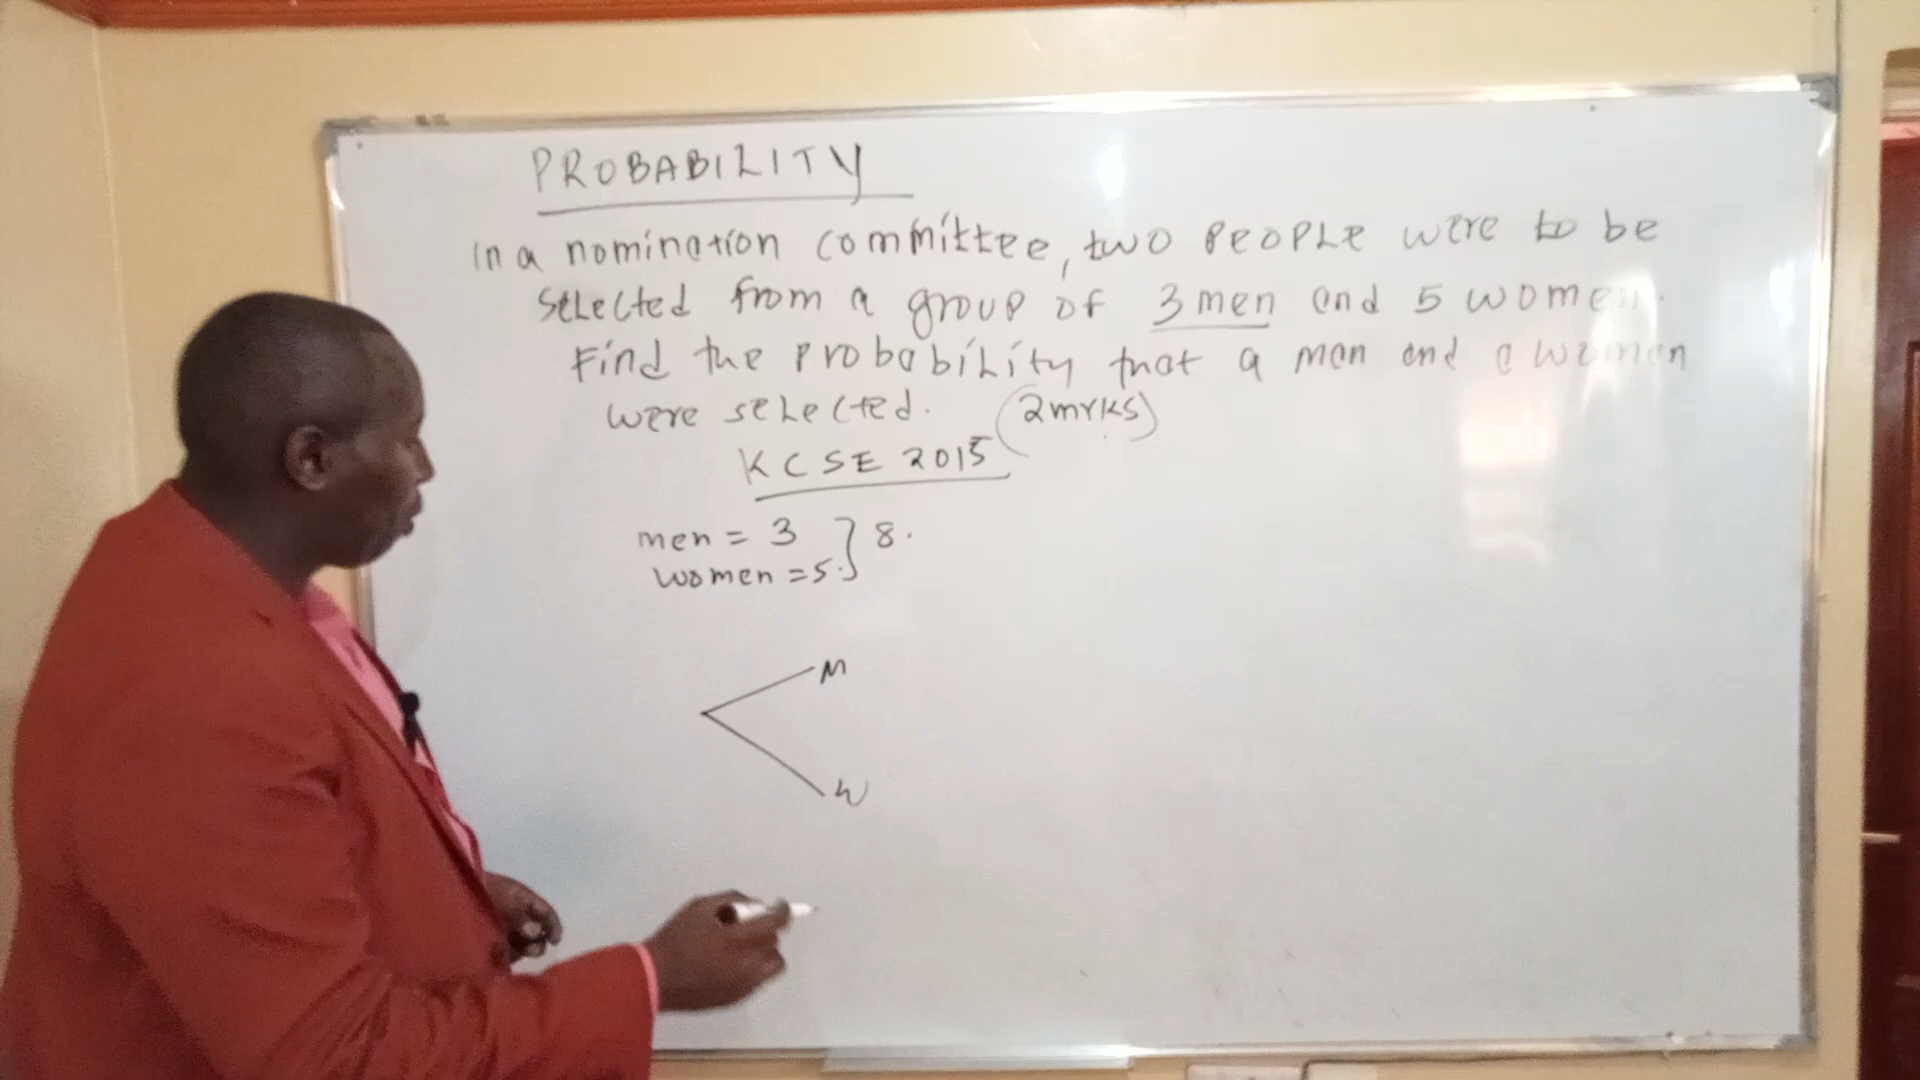 PROBABILITY
In a nomination committee, two PEOPLE were to be
selected from a group of 3 men and 5 women.
Find the probability that a man and a woman
were selected. (2mrks)
KCSE 2015
men = 3 } 8.
women = 5.
M
W